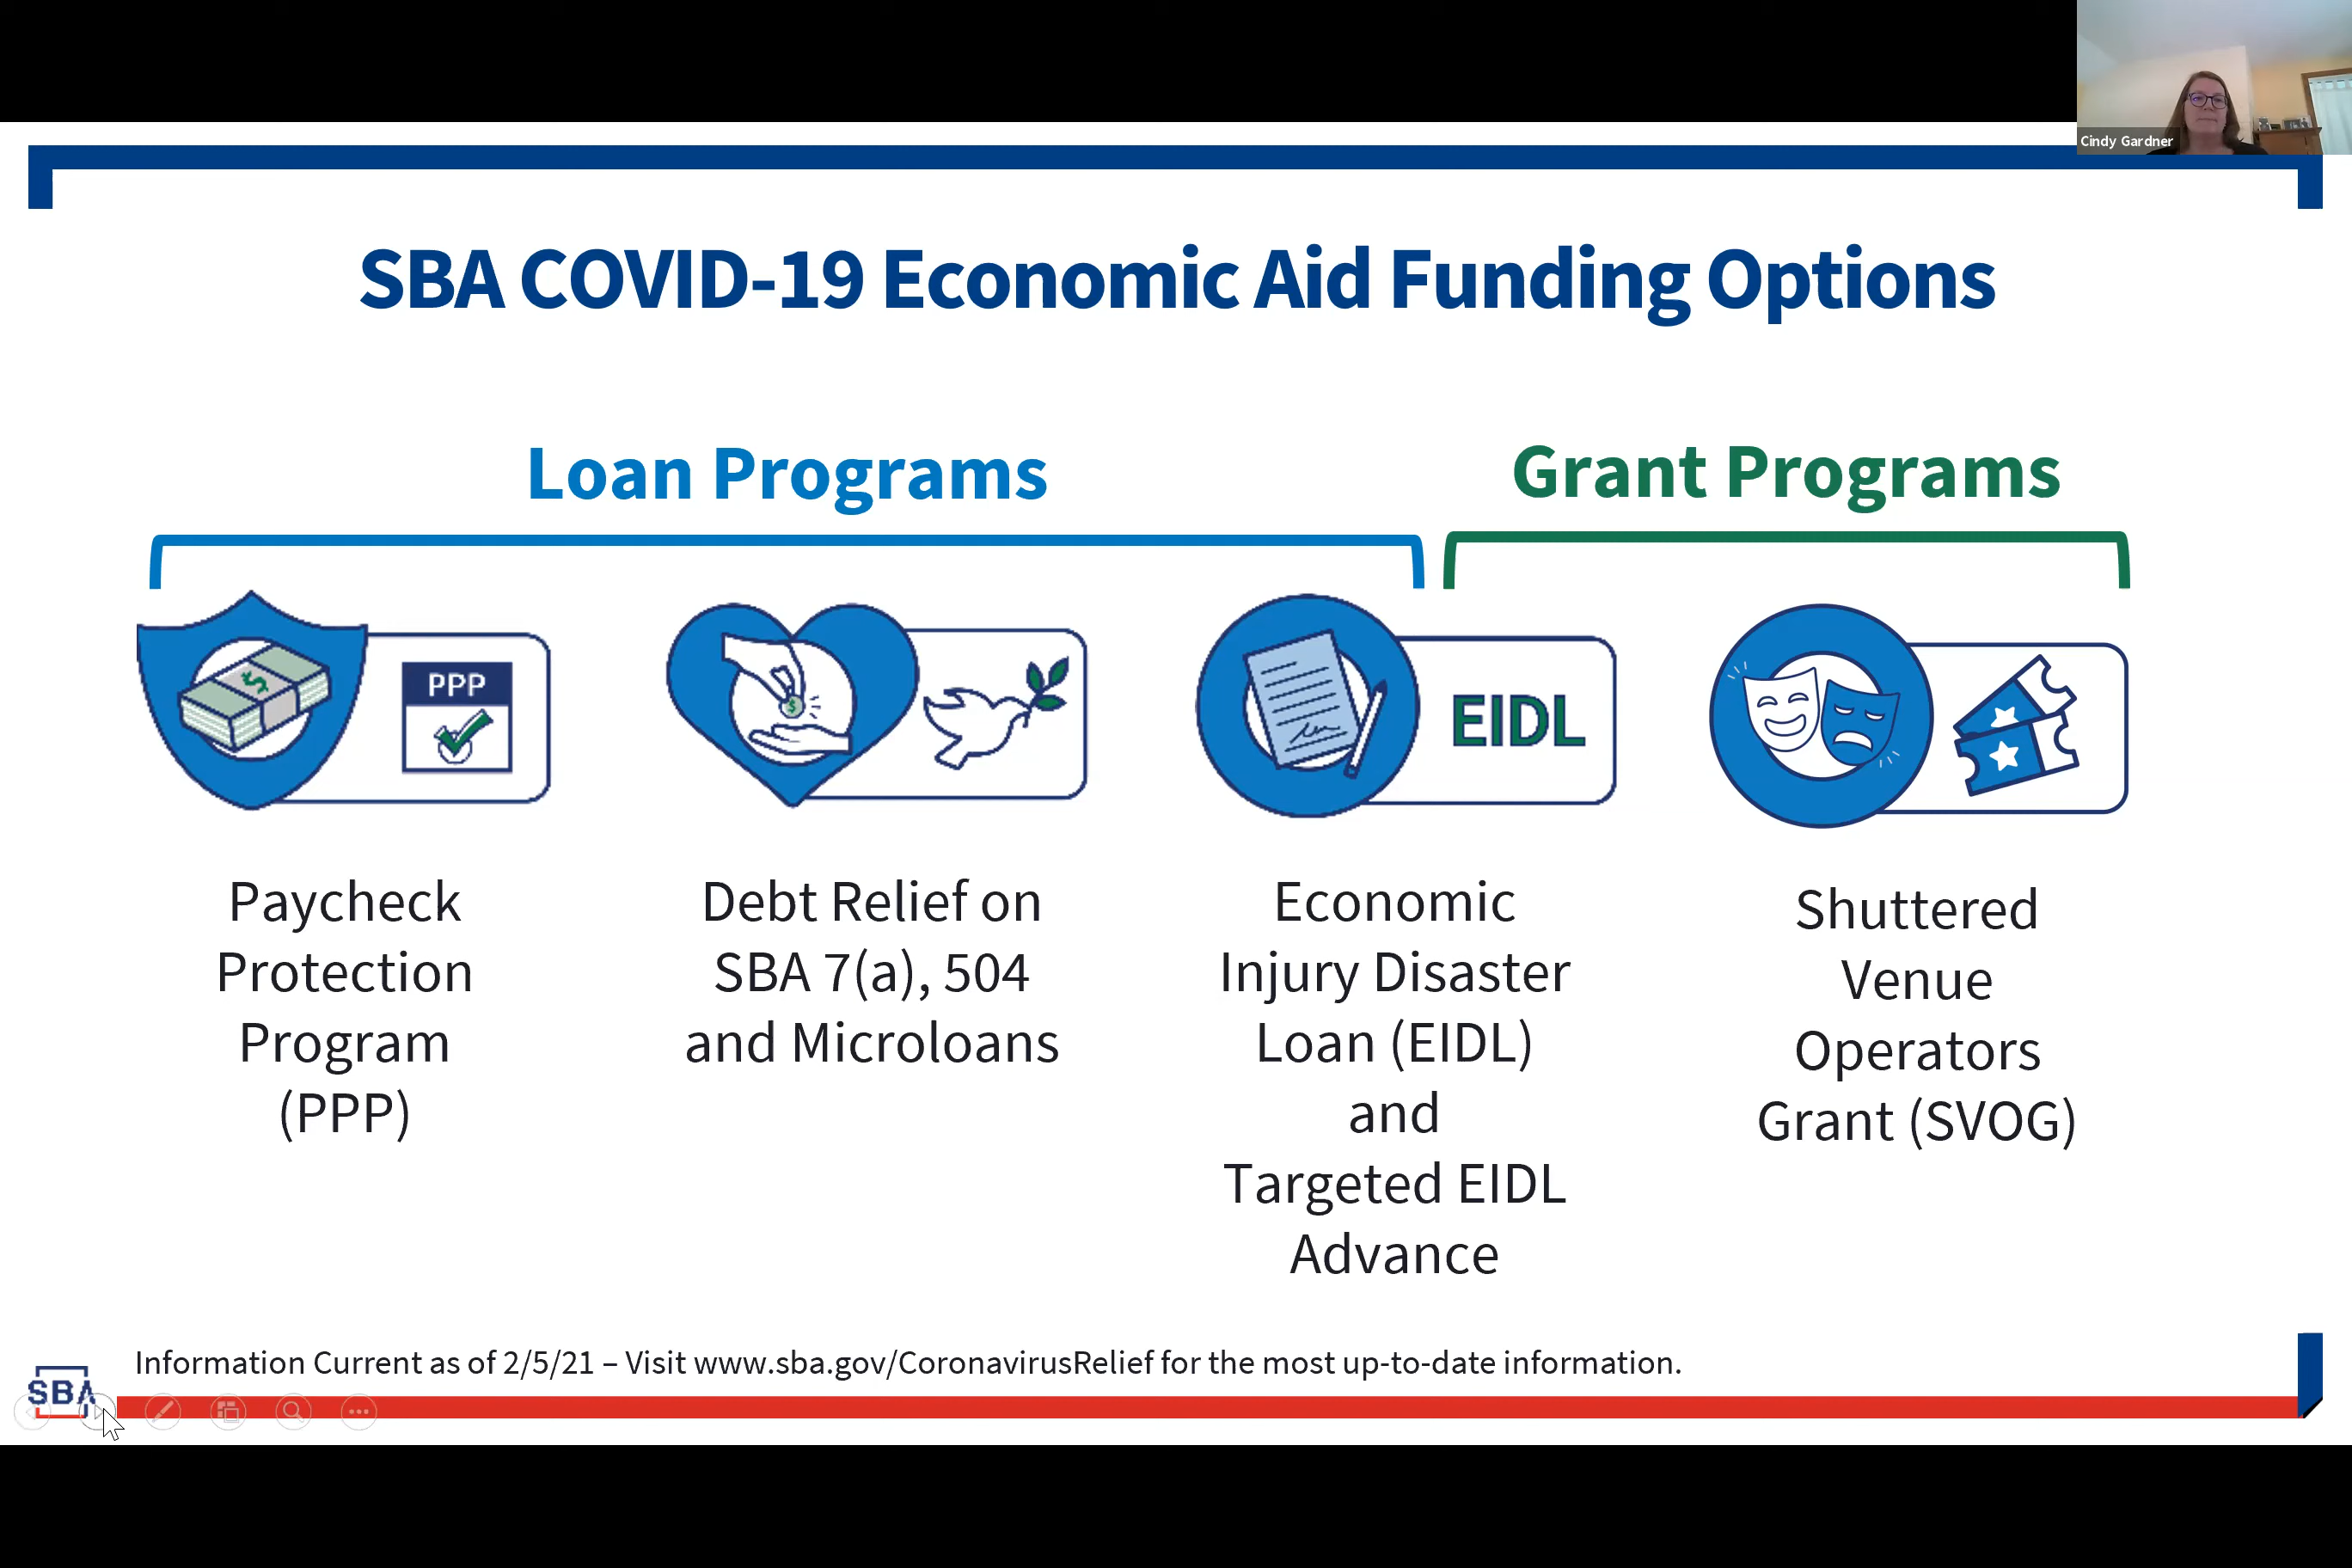 Cindy Gardner
SBA COVID-19 Economic Aid Funding Options
Loan Programs
Grant Programs
PPP
$
$
EIDL
Paycheck
Protection
Program
(PPP)
Debt Relief on
SBA 7(a), 504
and Microloans
Economic
Injury Disaster
Loan (EIDL)
and
Targeted EIDL
Advance
Shuttered
Venue
Operators
Grant (SVOG)
Information Current as of 2/5/21 – Visit www.sba.gov/CoronavirusRelief for the most up-to-date information.
SBA